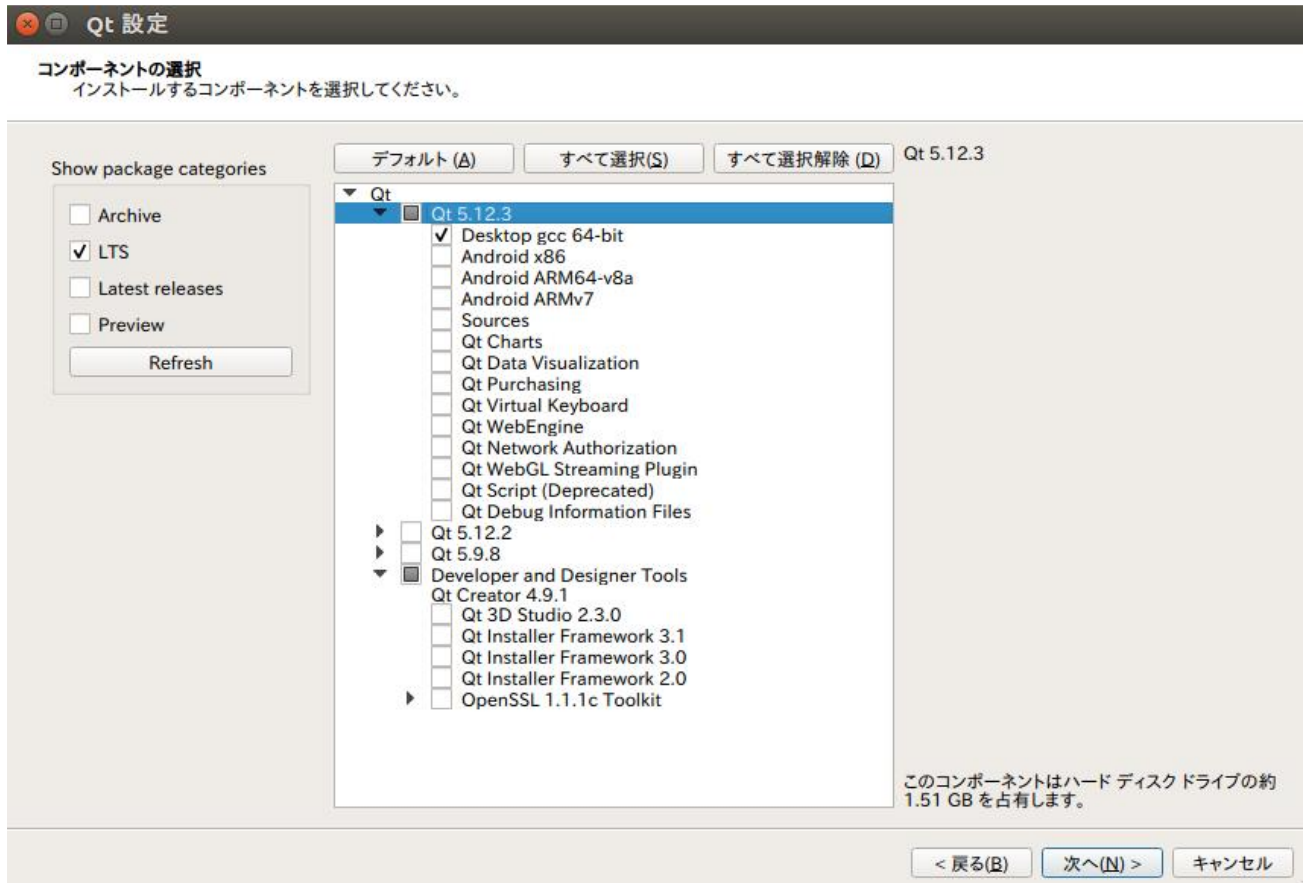 Qt 設定
コンポーネントの選択
インストールするコンポーネントを選択してください。
Show package categories
Archive
LTS
Latest releases
Preview
Refresh
デフォルト (A) すべて選択(S) すべて選択解除 (D)
Qt
Qt 5.12.3
Desktop gcc 64-bit
Android x86
Android ARM64-v8a
Android ARMv7
Sources
Qt Charts
Qt Data Visualization
Qt Purchasing
Qt Virtual Keyboard
Qt WebEngine
Qt Network Authorization
Qt WebGL Streaming Plugin
Qt Script (Deprecated)
Qt Debug Information Files
Qt 5.12.2
Qt 5.9.8
Developer and Designer Tools
Qt Creator 4.9.1
Qt 3D Studio 2.3.0
Qt Installer Framework 3.1
Qt Installer Framework 3.0
Qt Installer Framework 2.0
OpenSSL 1.1.1c Toolkit
Qt 5.12.3
このコンポーネントはハード ディスク ドライブの約
1.51 GB を占有します。
< 戻る(B) 次へ(N) > キャンセル